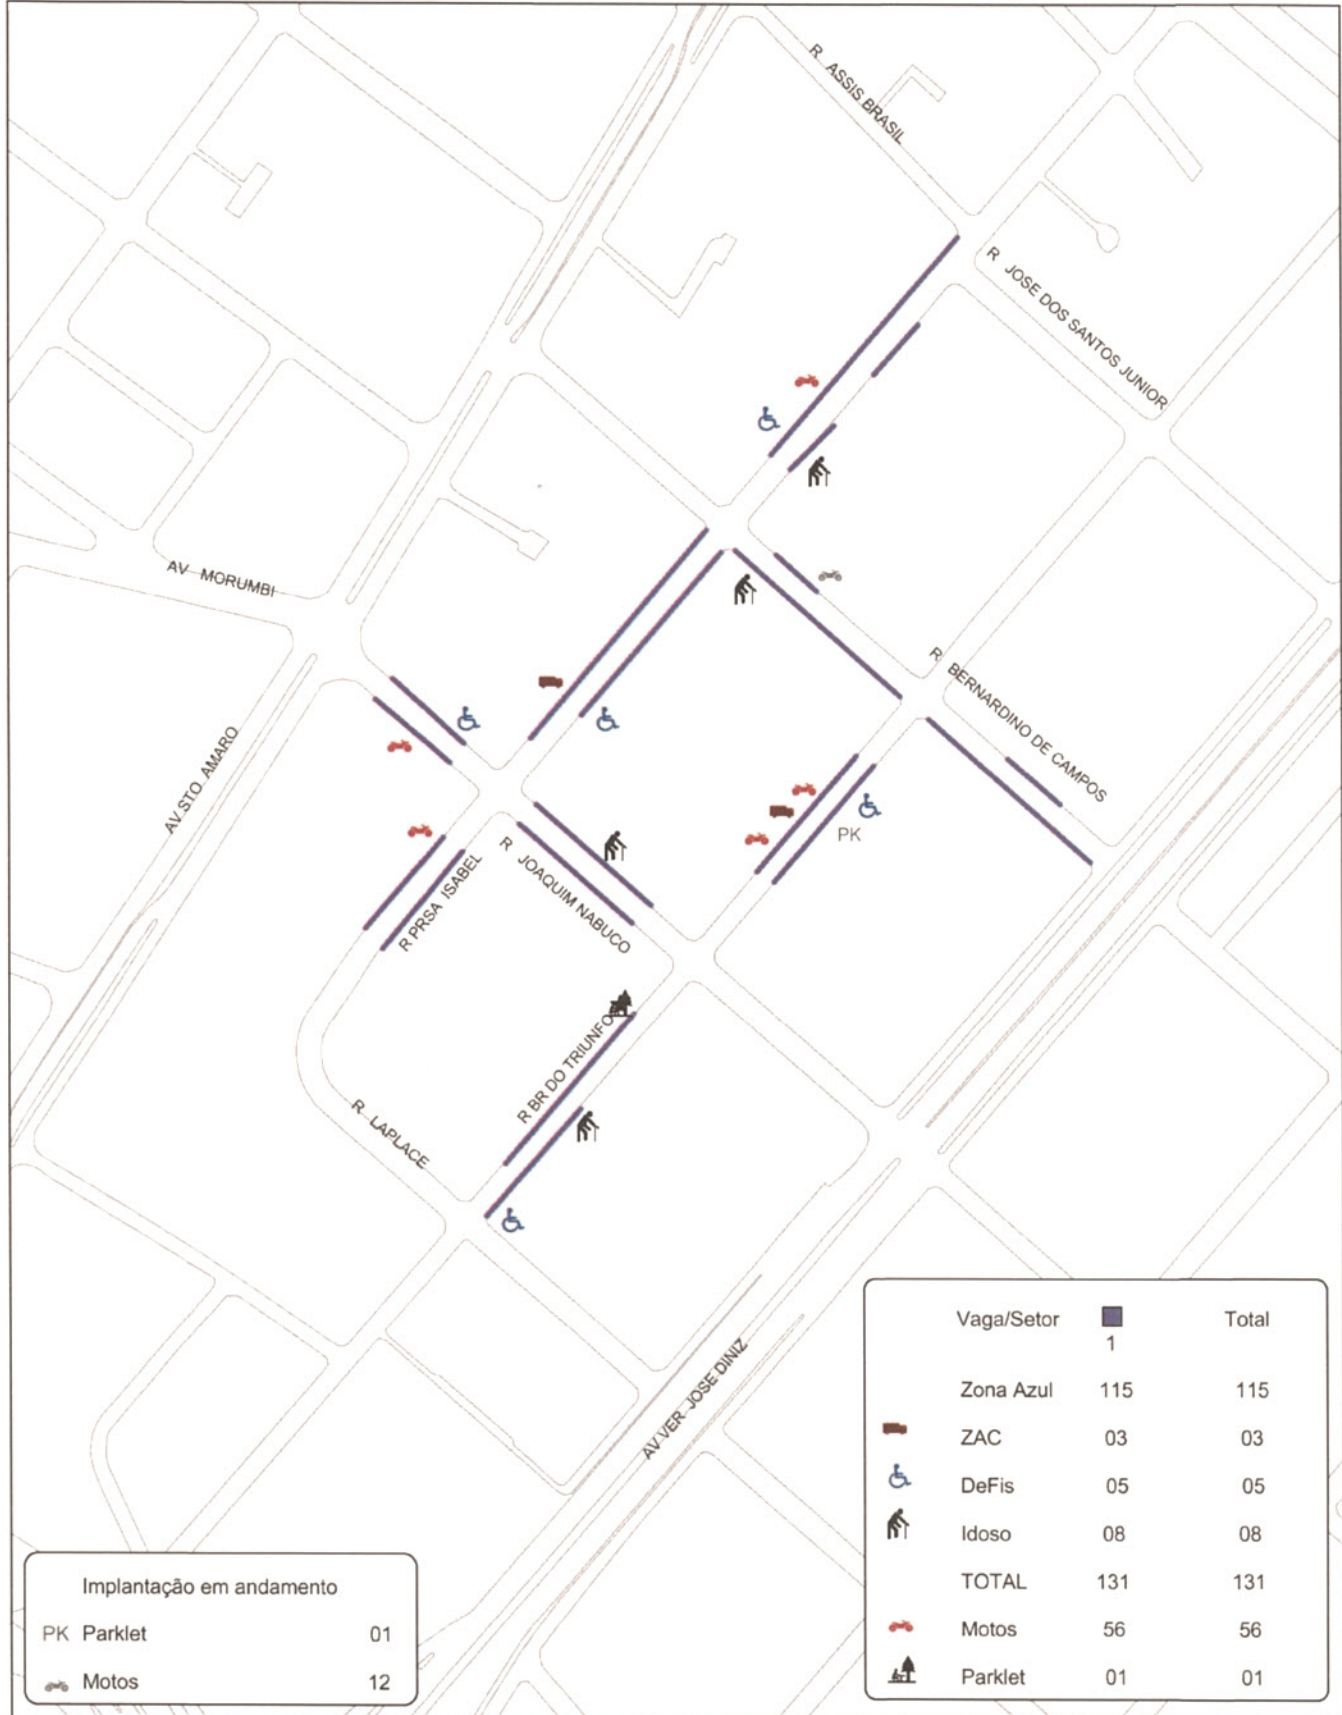 R ASSIS BRASIL
R JOSE DOS SANTOS JUNIOR
AV MORUMBI
R BERNARDINO DE CAMPOS
AV STO AMARO
PK
R JOAQUIM NABUCO
R PRSA ISABEL
R BR DO TRIUNFO
R LAPLACE
AV VER JOSE DINIZ
Vaga/Setor 1 Total
Zona Azul 115 115
ZAC 03 03
DeFis 05 05
Idoso 08 08
TOTAL 131 131
Motos 56 56
Parklet 01 01
Implantação em andamento
PK Parklet 01
Motos 12